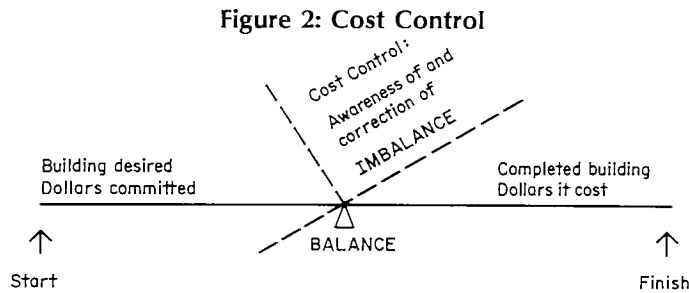 Figure 2: Cost Control
Cost Control:
Awareness of and
correction of
IMBALANCE
Building desired
Dollars committed
Completed building
Dollars it cost
BALANCE
Start
Finish